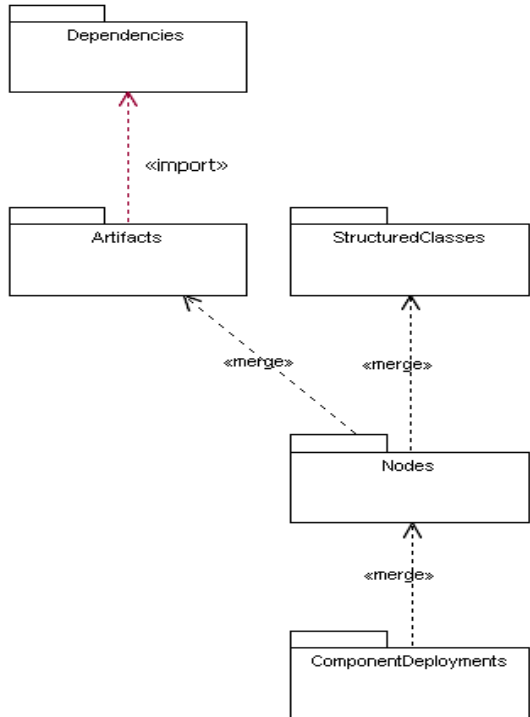 Dependencies
«import»
Artifacts
StructuredClasses
«merge»
«merge»
Nodes
«merge»
ComponentDeployments